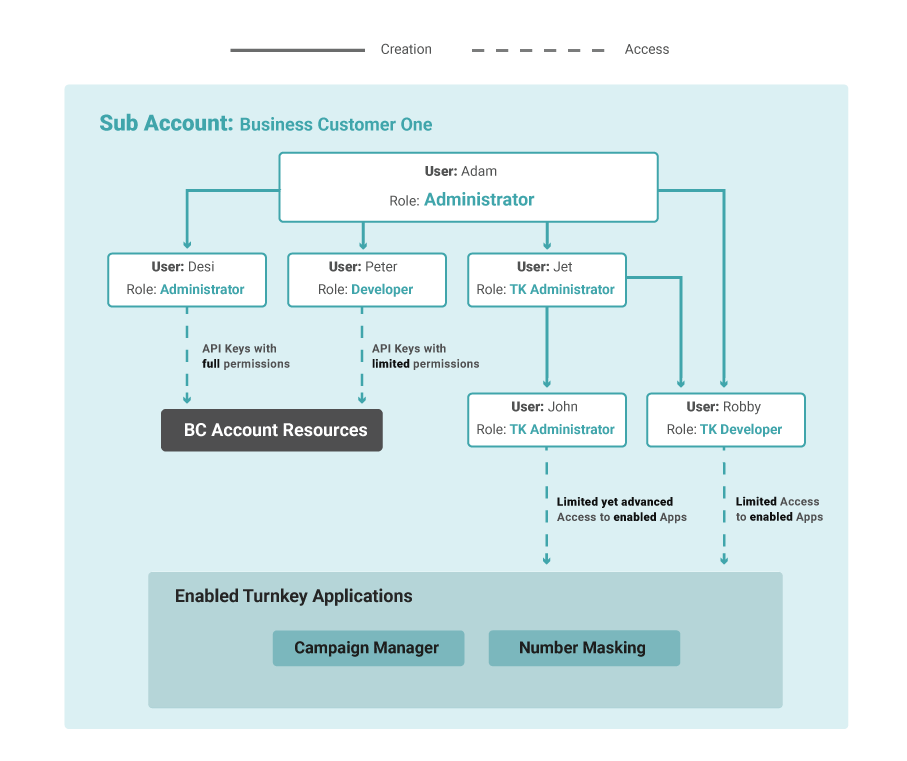 Creation
Access
Sub Account: Business Customer One
User: Adam
Role: Administrator
User: Desi
Role: Administrator
User: Peter
Role: Developer
User: Jet
Role: TK Administrator
API Keys with
full permissions
API Keys with
limited permissions
BC Account Resources
User: John
Role: TK Administrator
User: Robby
Role: TK Developer
Limited yet advanced
Access to enabled Apps
Limited Access
to enabled Apps
Enabled Turnkey Applications
Campaign Manager
Number Masking